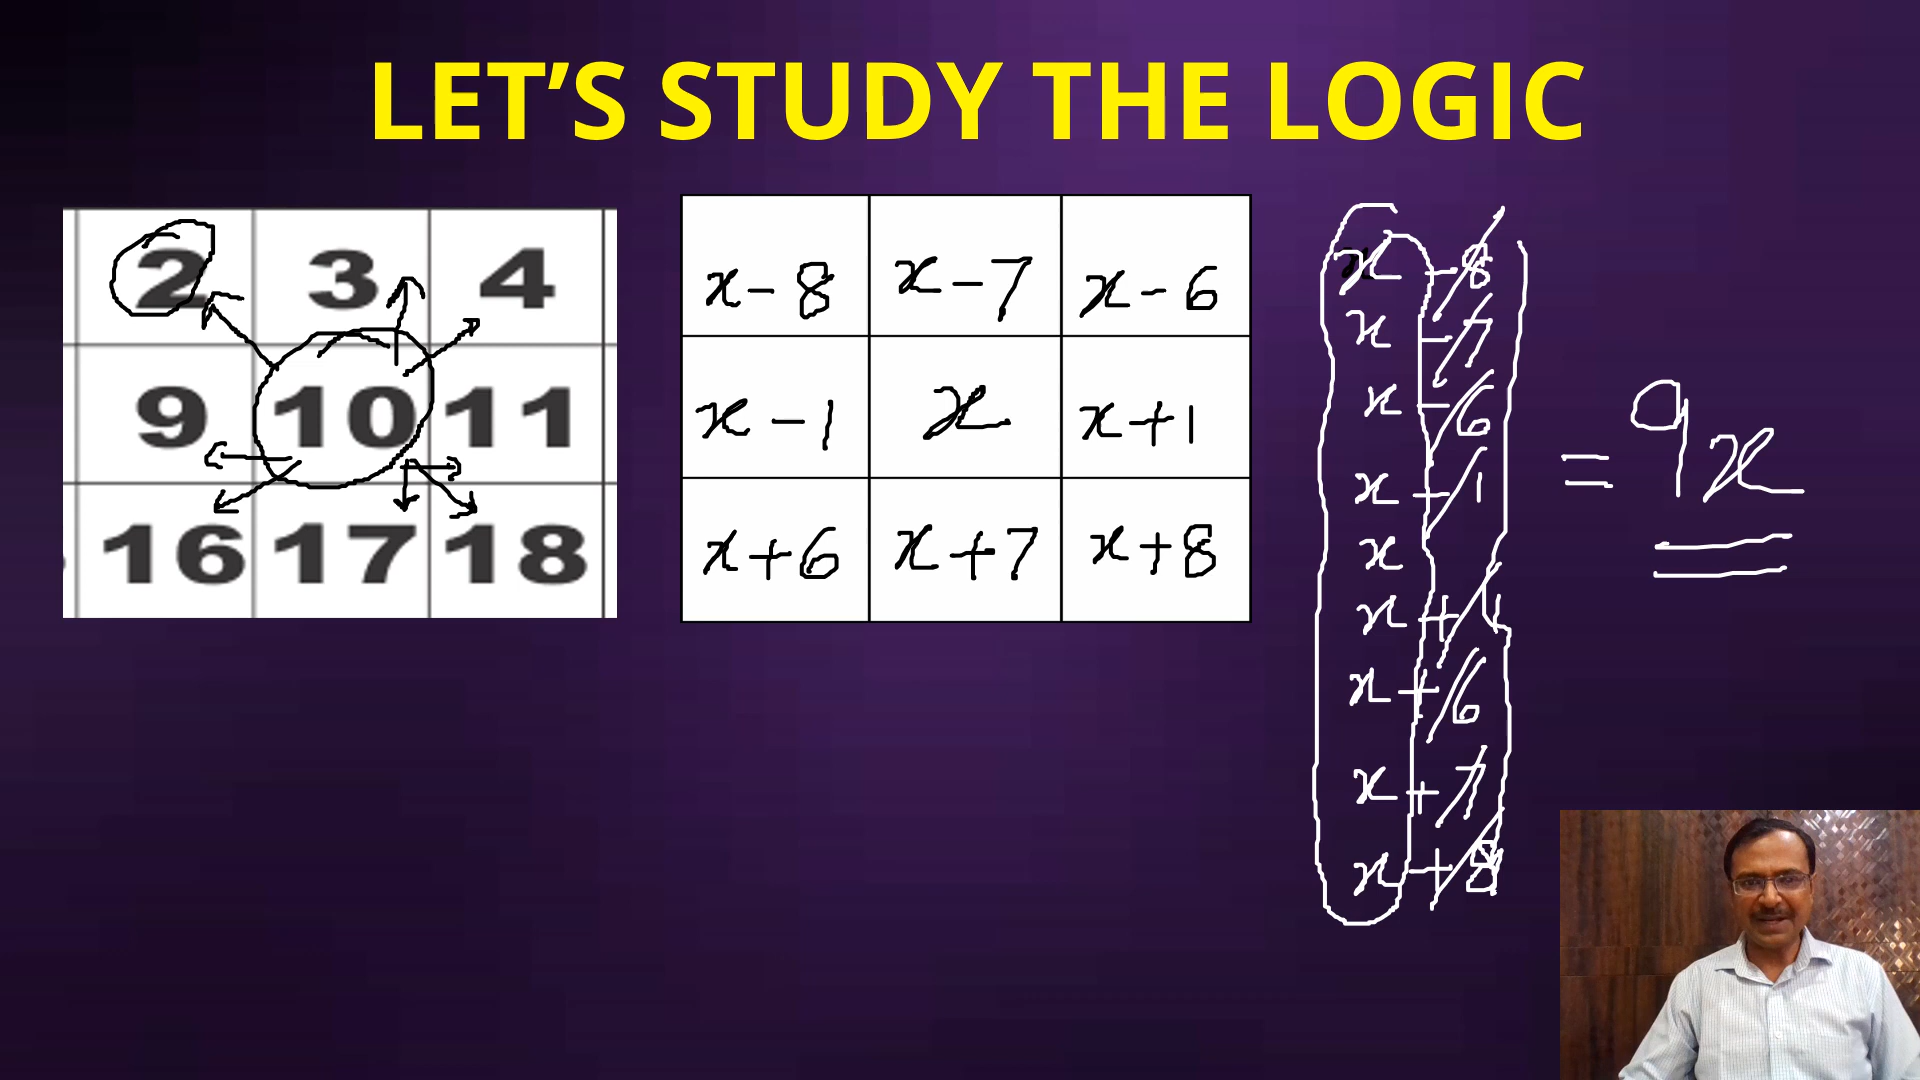 LET'S STUDY THE LOGIC
2 3 4
9 10 11
16 17 18
x-8 x-7 x-6
x-1 x x+1
x+6 x+7 x+8
x-8
x-7
x-6
x-1
x
x+1
x+6
x+7
x+8
= 9x